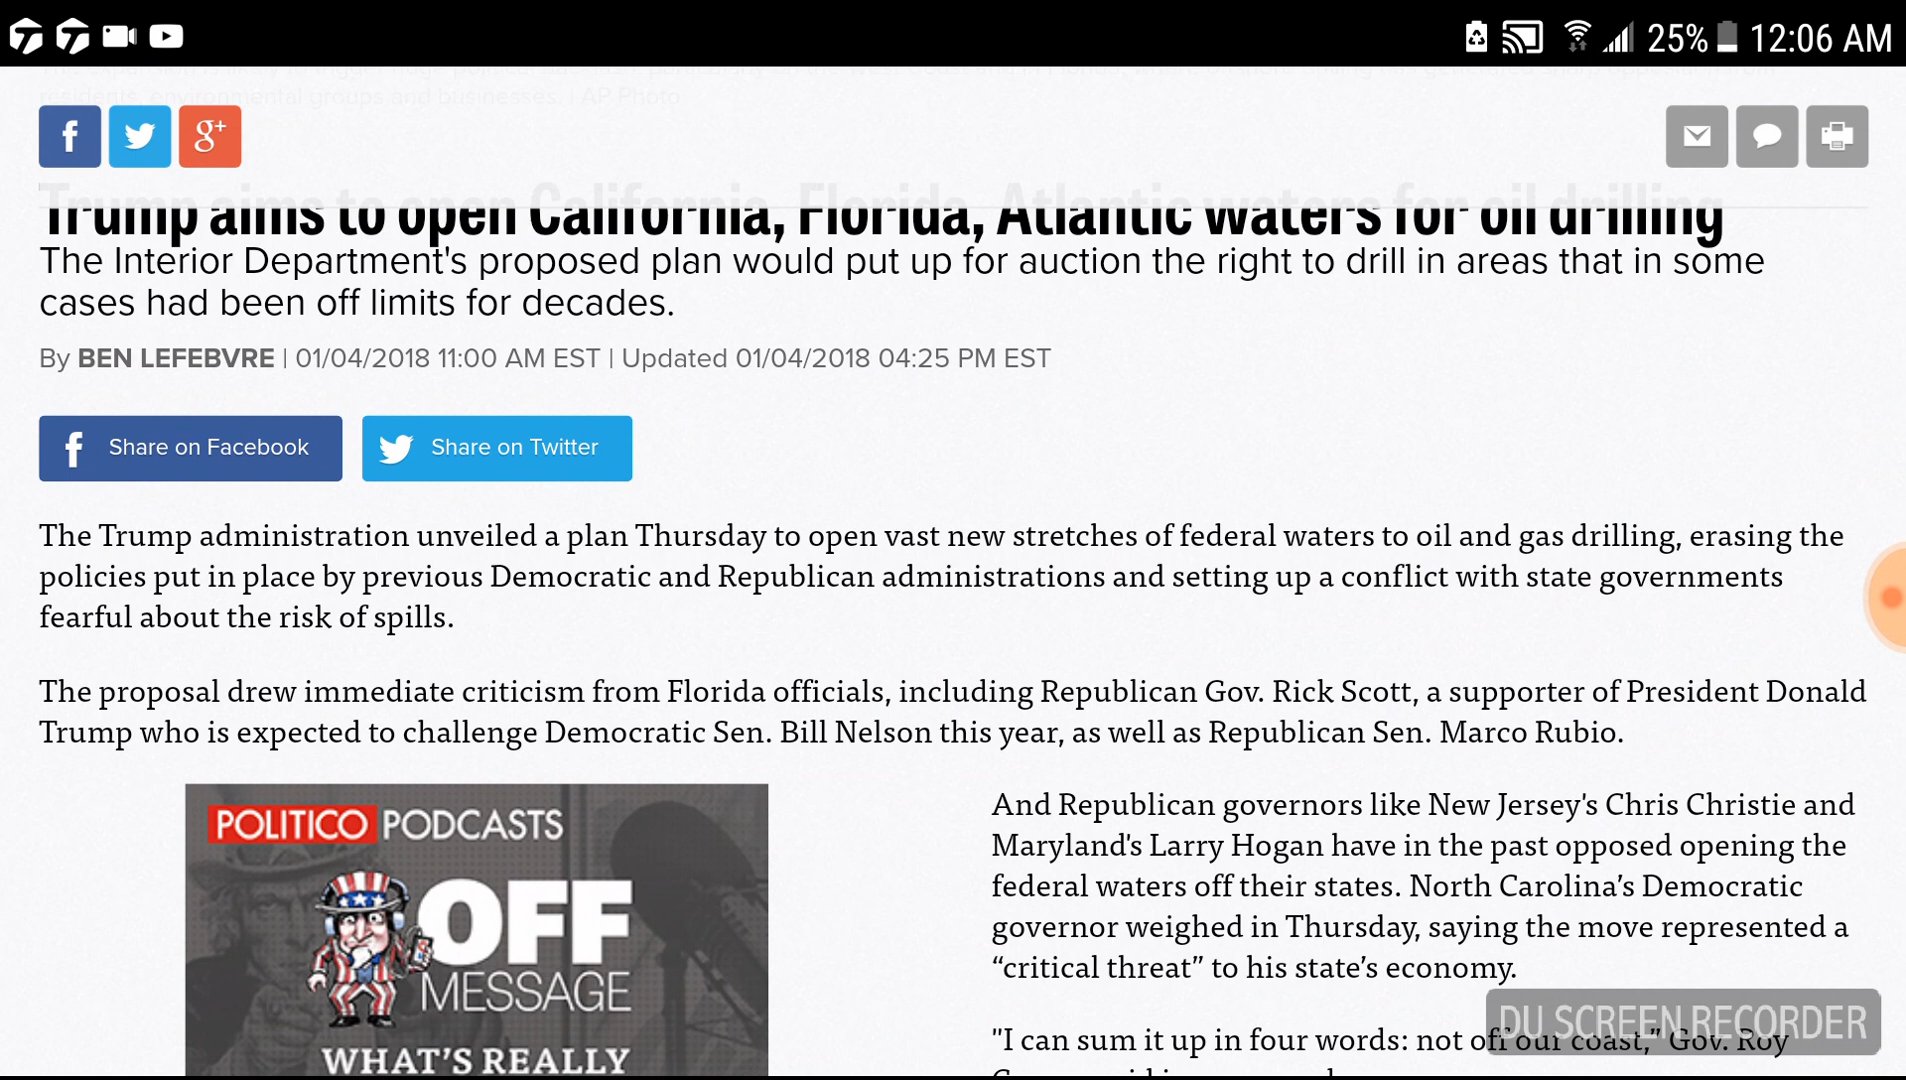 25% 12:06 AM
residents, environmental groups and businesses. | AP Photo
f g+
Trump aims to open California, Florida, Atlantic waters for oil drilling
The Interior Department's proposed plan would put up for auction the right to drill in areas that in some
cases had been off limits for decades.
By BEN LEFEBVRE | 01/04/2018 11:00 AM EST | Updated 01/04/2018 04:25 PM EST
f Share on Facebook Share on Twitter
The Trump administration unveiled a plan Thursday to open vast new stretches of federal waters to oil and gas drilling, erasing the
policies put in place by previous Democratic and Republican administrations and setting up a conflict with state governments
fearful about the risk of spills.
The proposal drew immediate criticism from Florida officials, including Republican Gov. Rick Scott, a supporter of President Donald
Trump who is expected to challenge Democratic Sen. Bill Nelson this year, as well as Republican Sen. Marco Rubio.
POLITICO PODCASTS
OFF
MESSAGE
WHAT'S REALLY
And Republican governors like New Jersey's Chris Christie and
Maryland's Larry Hogan have in the past opposed opening the
federal waters off their states. North Carolina’s Democratic
governor weighed in Thursday, saying the move represented a
“critical threat” to his state’s economy.
"I can sum it up in four words: not off our coast,” Gov. Roy
DU SCREEN RECORDER